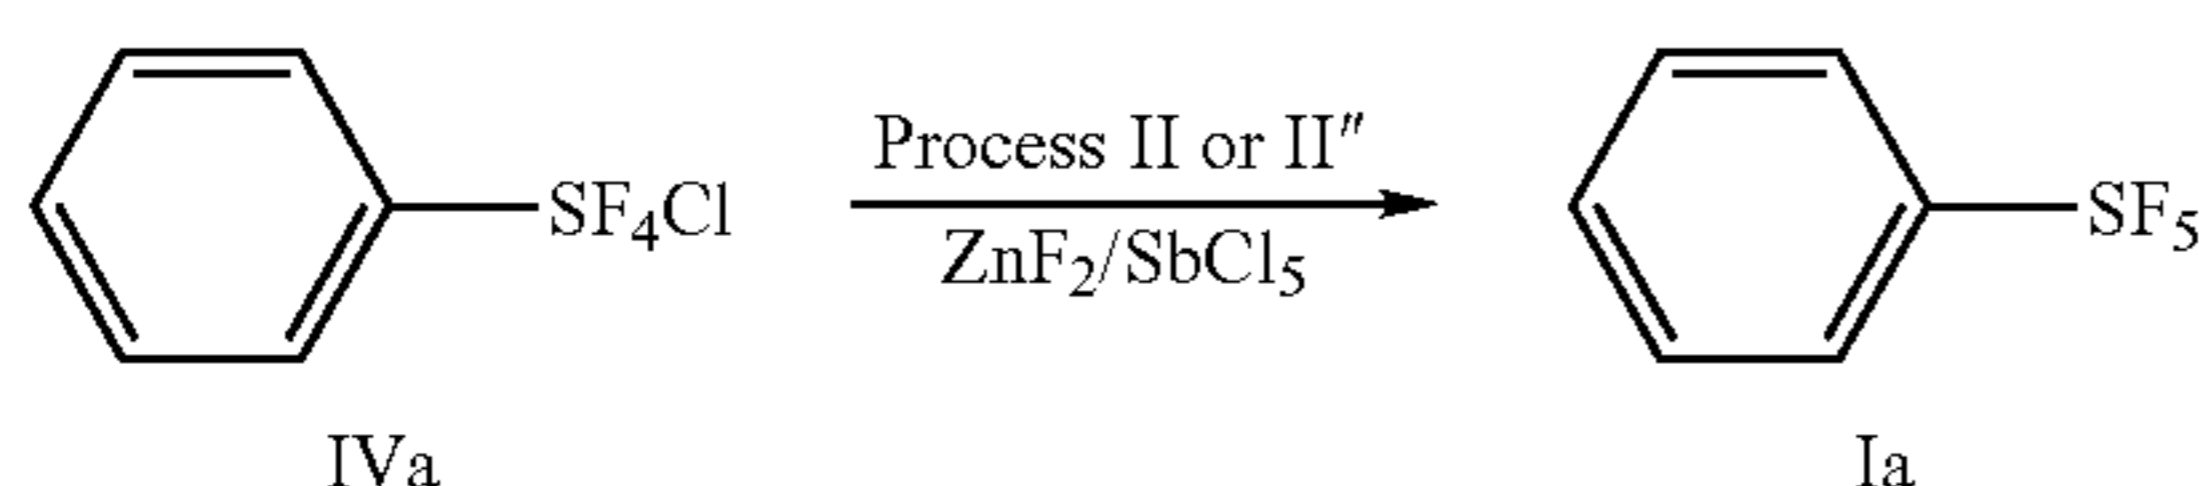 Process II or II″
SF₄Cl
ZnF₂/SbCl₅
SF₅
IVa
Ia